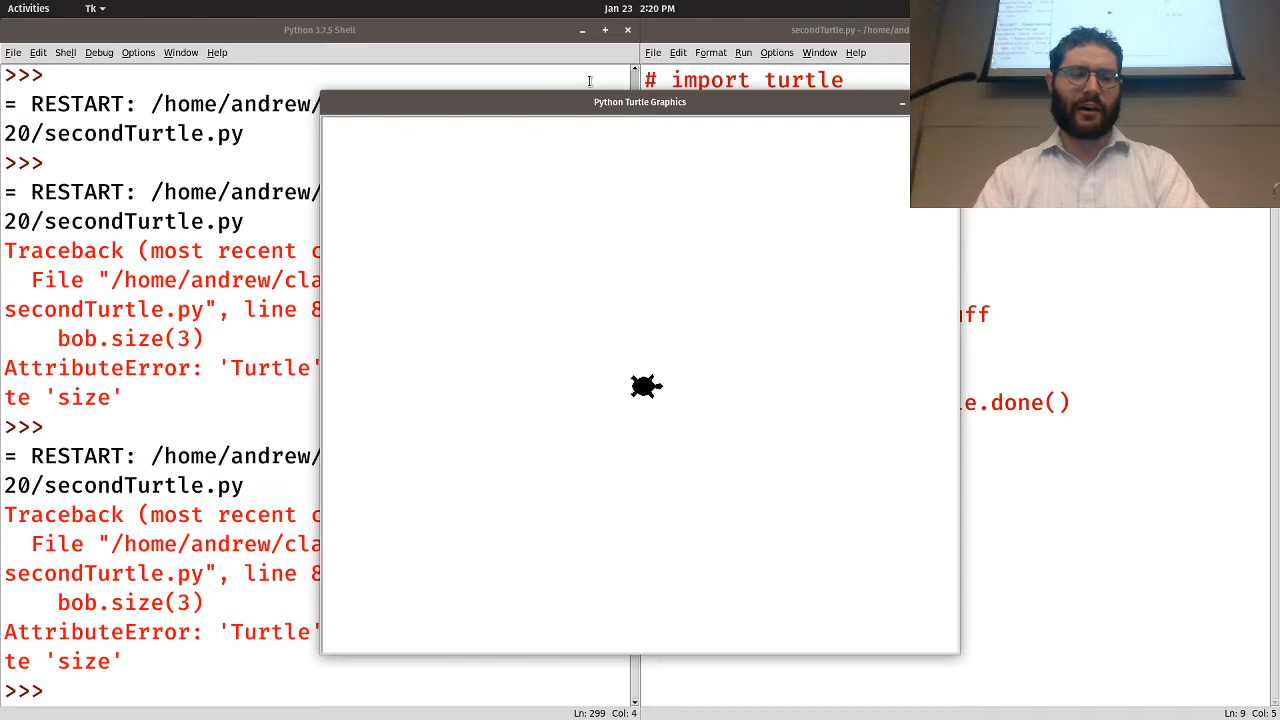 Activities
Tk
Jan 23 2:20 PM
Python 3.7.5 Shell
File Edit Shell Debug Options Window Help
>>>
= RESTART: /home/andrew/
20/secondTurtle.py
>>>
= RESTART: /home/andrew/
20/secondTurtle.py
Traceback (most recent c
File "/home/andrew/cla
secondTurtle.py", line 8
bob.size(3)
AttributeError: 'Turtle'
te 'size'
>>>
= RESTART: /home/andrew/
20/secondTurtle.py
Traceback (most recent c
File "/home/andrew/cla
secondTurtle.py", line 8
bob.size(3)
AttributeError: 'Turtle'
te 'size'
>>>
Ln: 299 Col: 4
Python Turtle Graphics
secondTurtle.py - /home/and
File Edit Format Options Window Help
# import turtle
ff
e.done()
Ln: 9 Col: 5